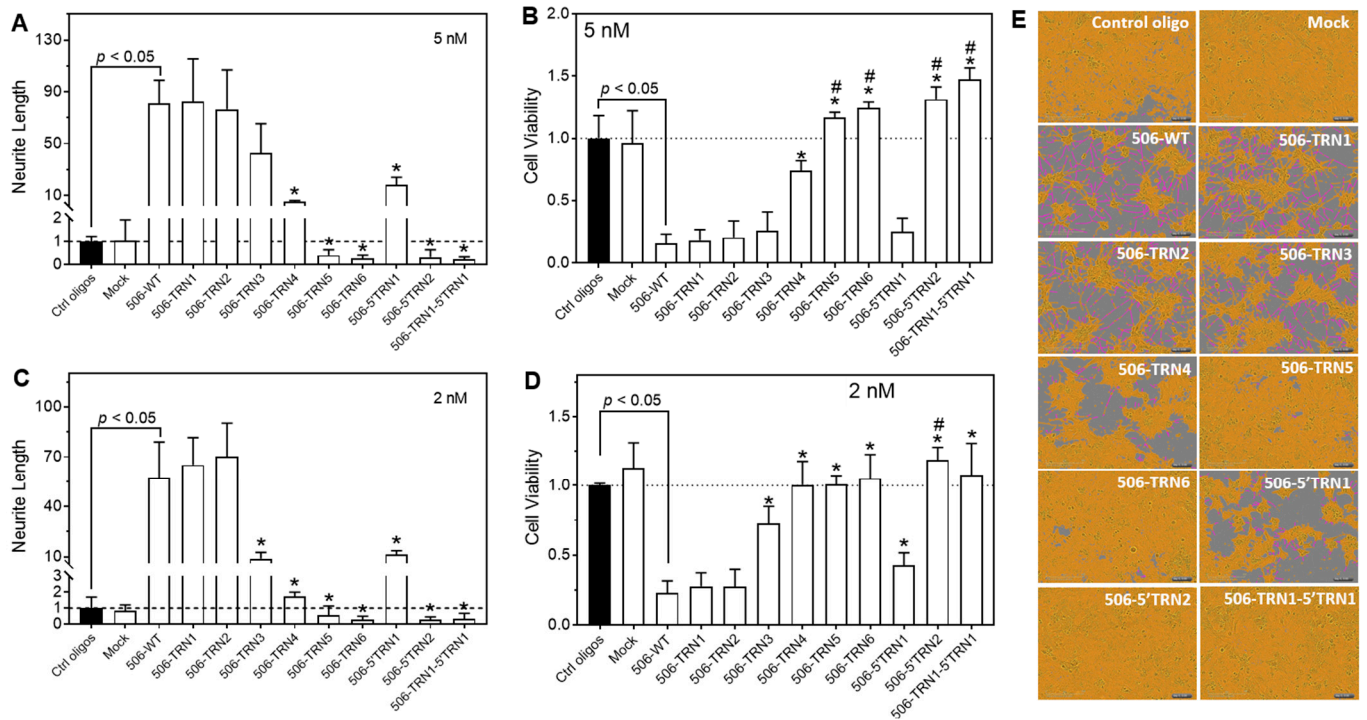 A
5 nM
p < 0.05
Neurite Length
130
90
50
10
2
1
0
*
*
*
*
*
*
Ctrl oligos
Mock
506-WT
506-TRN1
506-TRN2
506-TRN3
506-TRN4
506-TRN5
506-TRN6
506-5'TRN1
506-5'TRN2
506-TRN1-5'TRN1
B
5 nM
p < 0.05
Cell Viability
2.0
1.5
1.0
0.5
0.0
*
#
*
#
*
#
*
#
*
Ctrl oligos
Mock
506-WT
506-TRN1
506-TRN2
506-TRN3
506-TRN4
506-TRN5
506-TRN6
506-5'TRN1
506-5'TRN2
506-TRN1-5'TRN1
C
2 nM
p < 0.05
Neurite Length
100
70
40
10
3
2
1
0
*
*
*
*
*
*
*
Ctrl oligos
Mock
506-WT
506-TRN1
506-TRN2
506-TRN3
506-TRN4
506-TRN5
506-TRN6
506-5'TRN1
506-5'TRN2
506-TRN1-5'TRN1
D
2 nM
p < 0.05
Cell Viability
1.5
1.0
0.5
0.0
*
*
*
*
*
#
*
*
Ctrl oligos
Mock
506-WT
506-TRN1
506-TRN2
506-TRN3
506-TRN4
506-TRN5
506-TRN6
506-5'TRN1
506-5'TRN2
506-TRN1-5'TRN1
E
Control oligo
Mock
506-WT
506-TRN1
506-TRN2
506-TRN3
506-TRN4
506-TRN5
506-TRN6
506-5'TRN1
506-5'TRN2
506-TRN1-5'TRN1